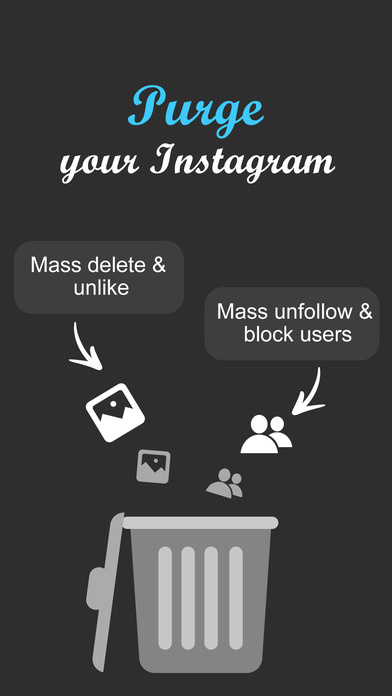 Purge
your Instagram
Mass delete &
unlike
Mass unfollow &
block users